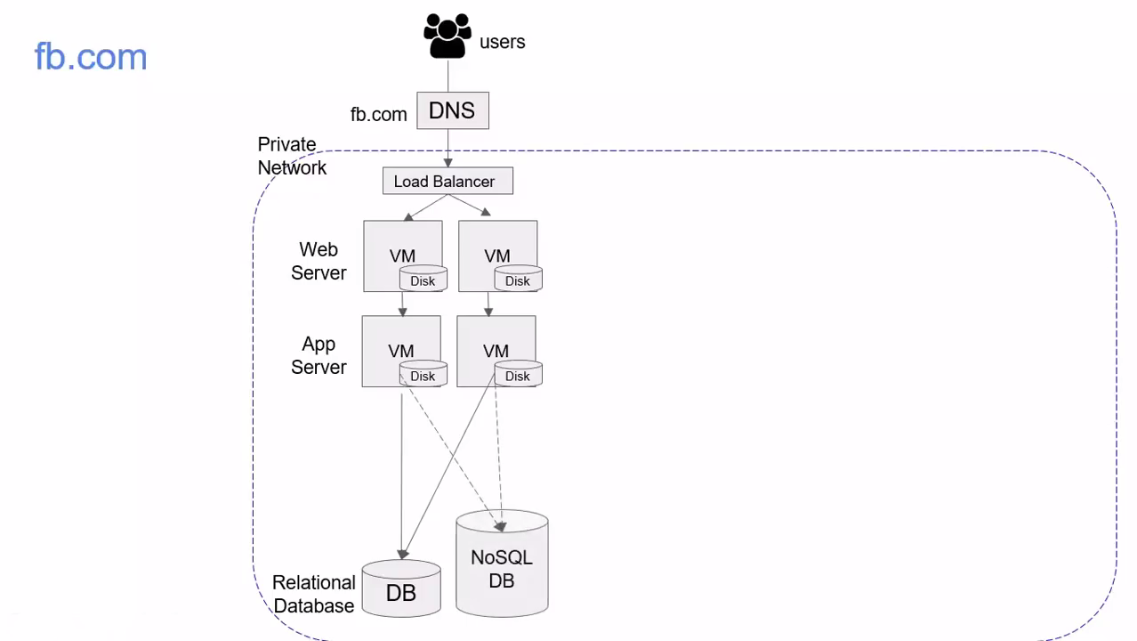 fb.com
users
fb.com
DNS
Private
Network
Load Balancer
Web
Server
VM
Disk
VM
Disk
App
Server
VM
Disk
VM
Disk
Relational
Database
DB
NoSQL
DB